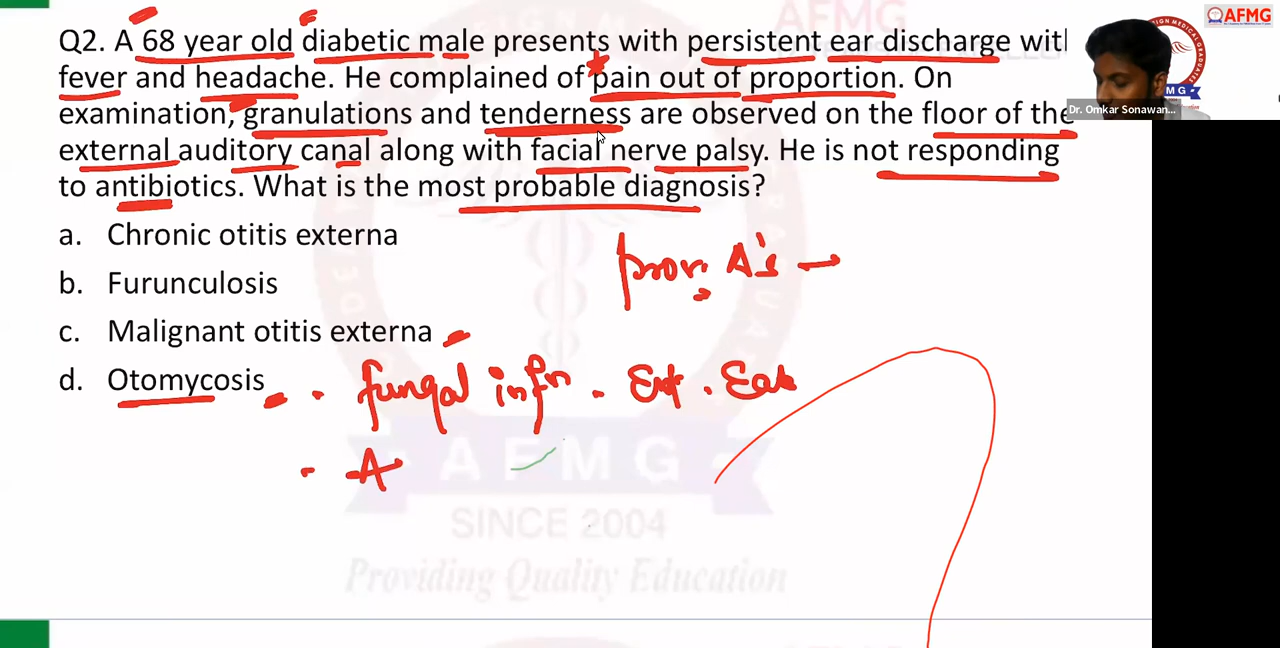 AFMG
Q2. A 68 year old diabetic male presents with persistent ear discharge wit
fever and headache. He complained of pain out of proportion. On
Dr. Omkar Sonawan...
examination, granulations and tenderness are observed on the floor of the
external auditory canal along with facial nerve palsy. He is not responding
to antibiotics. What is the most probable diagnosis?
a. Chronic otitis externa
b. Furunculosis
c. Malignant otitis externa
d. Otomycosis
A's
fungal infn. Ext. Ear
A
AFMG
SINCE 2004
Providing Quality Education